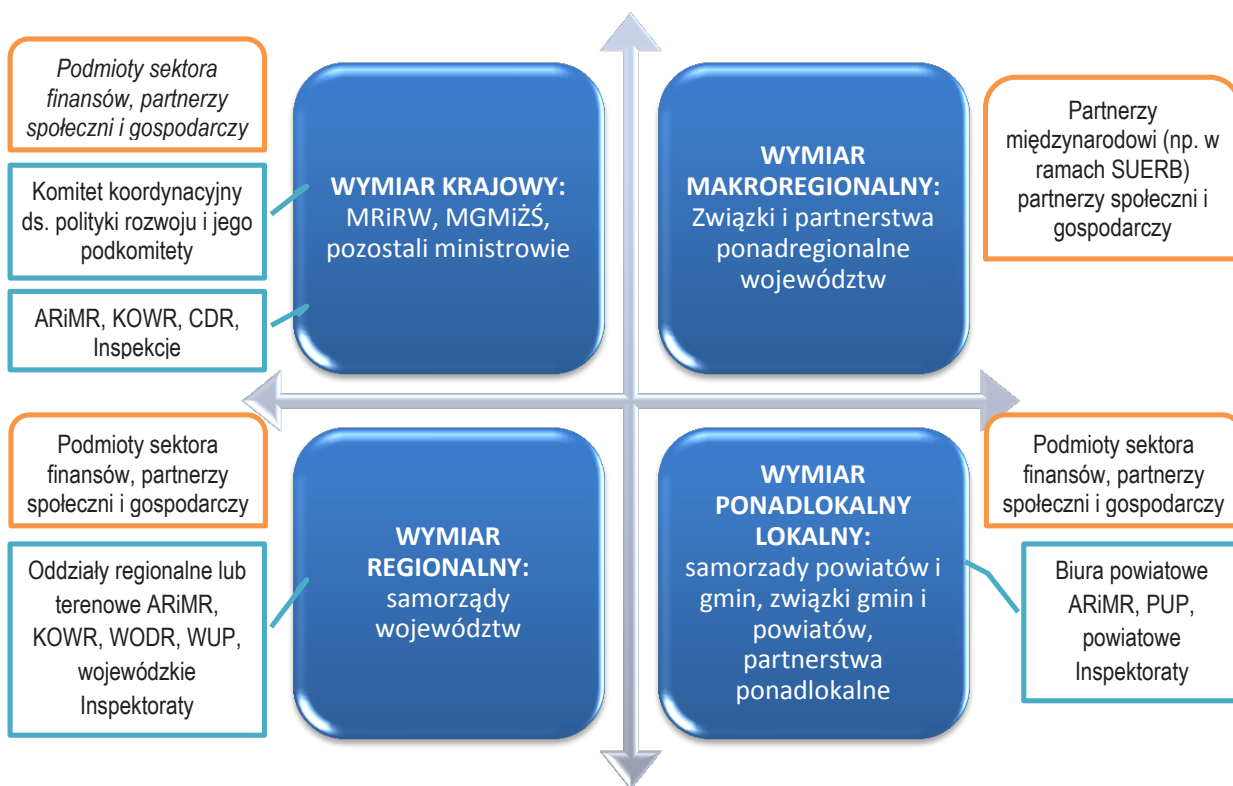 Podmioty sektora
finansów, partnerzy
społeczni i gospodarczy
Komitet koordynacyjny
ds. polityki rozwoju i jego
podkomitety
ARiMR, KOWR, CDR,
Inspekcje
WYMIAR KRAJOWY:
MRiRW, MGMiŻŚ,
pozostali ministrowie
WYMIAR
MAKROREGIONALNY:
Związki i partnerstwa
ponadregionalne
województw
Partnerzy
międzynarodowi (np. w
ramach SUERB)
partnerzy społeczni i
gospodarczy
Podmioty sektora
finansów, partnerzy
społeczni i gospodarczy
Oddziały regionalne lub
terenowe ARiMR,
KOWR, WODR, WUP,
wojewódzkie
Inspektoraty
WYMIAR
REGIONALNY:
samorządy
województw
WYMIAR
PONADLOKALNY
LOKALNY:
samorzady powiatów i
gmin, związki gmin i
powiatów,
partnerstwa
ponadlokalne
Podmioty sektora
finansów, partnerzy
społeczni i gospodarczy
Biura powiatowe
ARiMR, PUP,
powiatowe
Inspektoraty